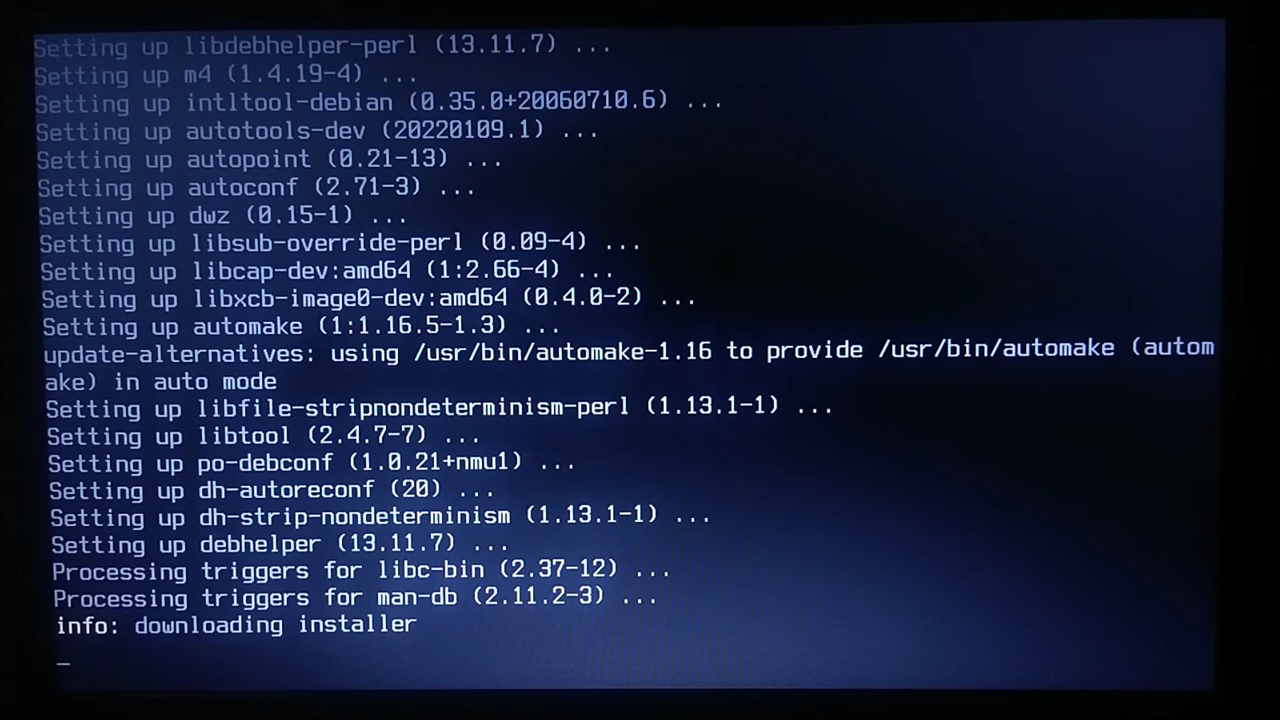 Setting up libdebhelper-perl (13.11.7) ...
Setting up m4 (1.4.19-4) ...
Setting up intltool-debian (0.35.0+20060710.6) ...
Setting up autotools-dev (20220109.1) ...
Setting up autopoint (0.21-13) ...
Setting up autoconf (2.71-3) ...
Setting up dwz (0.15-1) ...
Setting up libsub-override-perl (0.09-4) ...
Setting up libcap-dev:amd64 (1:2.66-4) ...
Setting up libxcb-image0-dev:amd64 (0.4.0-2) ...
Setting up automake (1:1.16.5-1.3) ...
update-alternatives: using /usr/bin/automake-1.16 to provide /usr/bin/automake (autom
ake) in auto mode
Setting up libfile-stripnondeterminism-perl (1.13.1-1) ...
Setting up libtool (2.4.7-7) ...
Setting up po-debconf (1.0.21+nmu1) ...
Setting up dh-autoreconf (20) ...
Setting up dh-strip-nondeterminism (1.13.1-1) ...
Setting up debhelper (13.11.7) ...
Processing triggers for libc-bin (2.37-12) ...
Processing triggers for man-db (2.11.2-3) ...
info: downloading installer
_